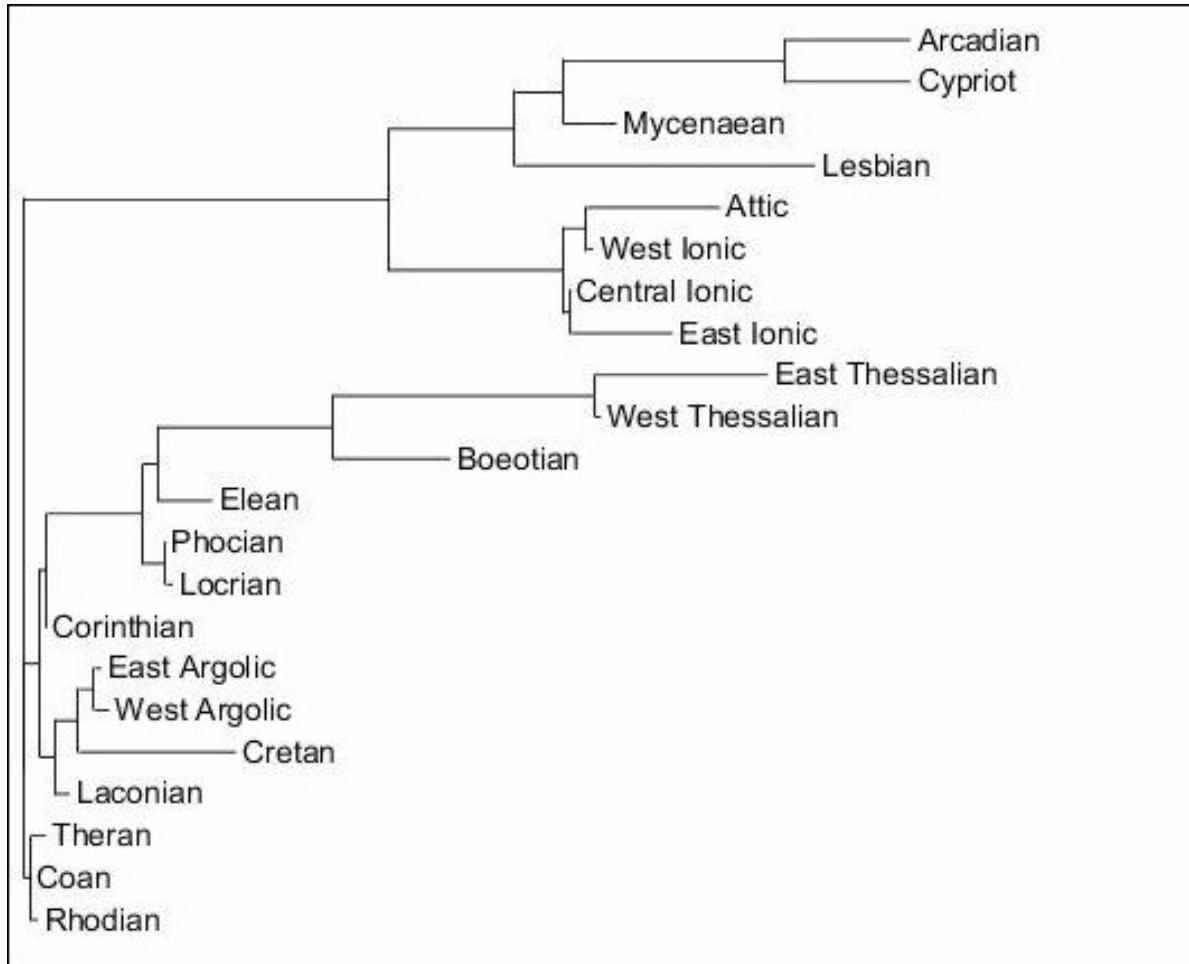 Arcadian
Cypriot
Mycenaean
Lesbian
Attic
West Ionic
Central Ionic
East Ionic
East Thessalian
West Thessalian
Boeotian
Elean
Phocian
Locrian
Corinthian
East Argolic
West Argolic
Cretan
Laconian
Theran
Coan
Rhodian